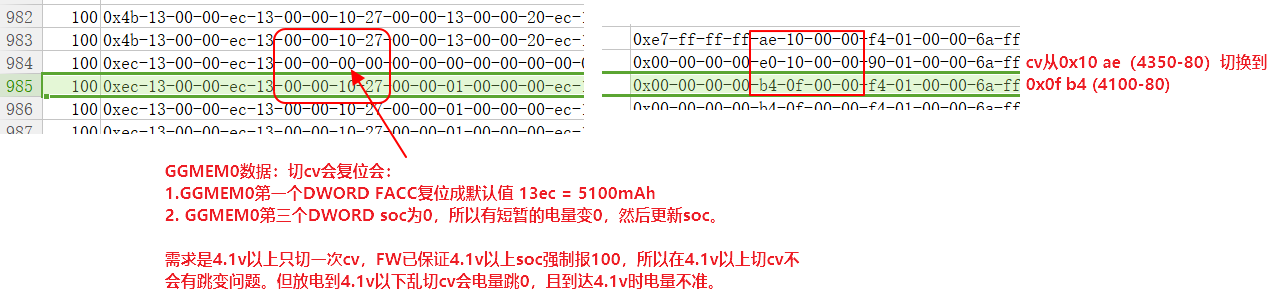 982 100 0x4b-13-00-00-ec-13-00-00-10-27-00-00-13-00-00-20-ec-
983 100 0x4b-13-00-00-ec-13-00-00-10-27-00-00-13-00-00-20-ec-
984 100 0xec-13-00-00-ec-13-00-00-00-00-00-00-00-00-00-00-0
985 100 0xec-13-00-00-ec-13-00-00-10-27-00-00-01-00-00-00-ec-
986 100 0xec-13-00-00-ec-13-00-00-10-27-00-00-01-00-00-00-ec-
987 100 0xec-13-00-00-ec-13-00-00-10-27-00-00-01-00-00-00-ec-
0xe7-ff-ff-ff-ae-10-00-00-f4-01-00-00-6a-ff
0x00-00-00-00-e0-10-00-00-90-01-00-00-6a-ff
0x00-00-00-00-b4-0f-00-00-f4-01-00-00-6a-ff
0x00-00-00-00-b4-0f-00-00-f4-01-00-00-6a-ff
cv从0x10 ae（4350-80）切换到
0x0f b4 (4100-80)
GGMEM0数据：切cv会复位会：
1.GGMEM0第一个DWORD FACC复位成默认值 13ec = 5100mAh
2. GGMEM0第三个DWORD soc为0，所以有短暂的电量变0，然后更新soc。
需求是4.1v以上只切一次cv，FW已保证4.1v以上soc强制报100，所以在4.1v以上切cv不
会有跳变问题。但放电到4.1v以下乱切cv会电量跳0，且到达4.1v时电量不准。